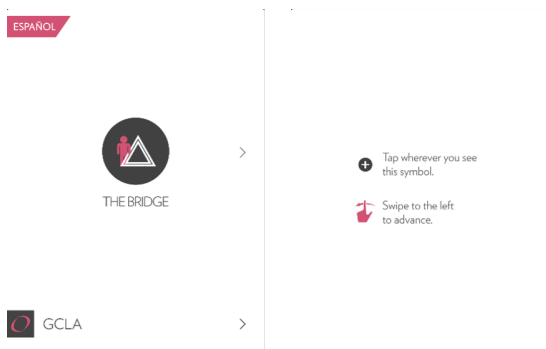 ESPAÑOL
THE BRIDGE
GCLA
Tap wherever you see
this symbol.
Swipe to the left
to advance.